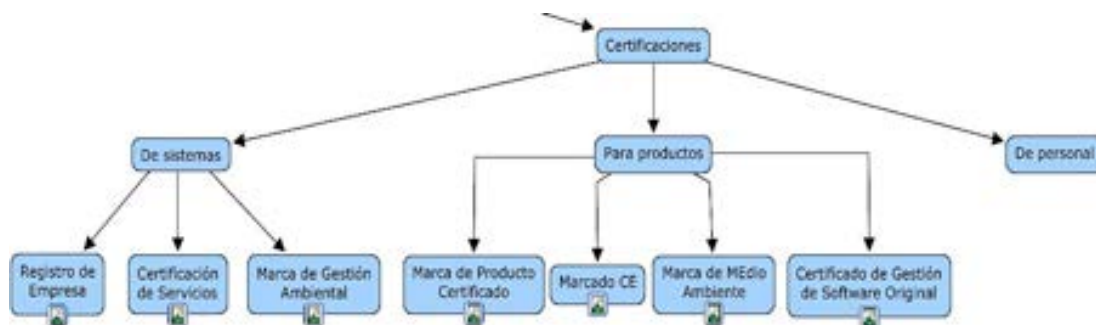 Certificaciones
De sistemas
Para productos
De personal
Registro de
Empresa
Certificación
de Servicios
Marca de Gestión
Ambiental
Marca de Producto
Certificado
Marcado CE
Marca de MEdio
Ambiente
Certificado de Gestión
de Software Original